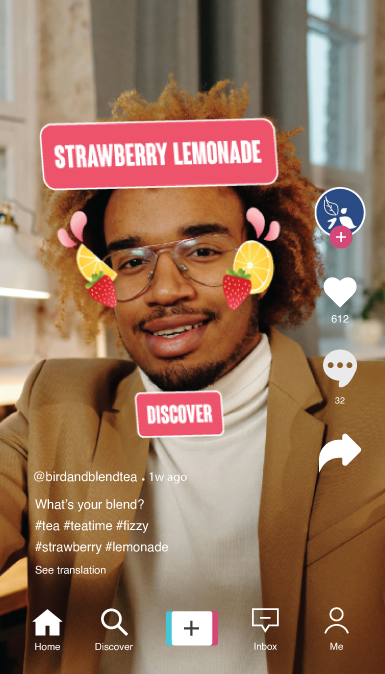 STRAWBERRY LEMONADE
612
32
DISCOVER
@birdandblendtea . 1w ago
What's your blend?
#tea #teatime #fizzy
#strawberry #lemonade
See translation
Home
Discover
Inbox
Me